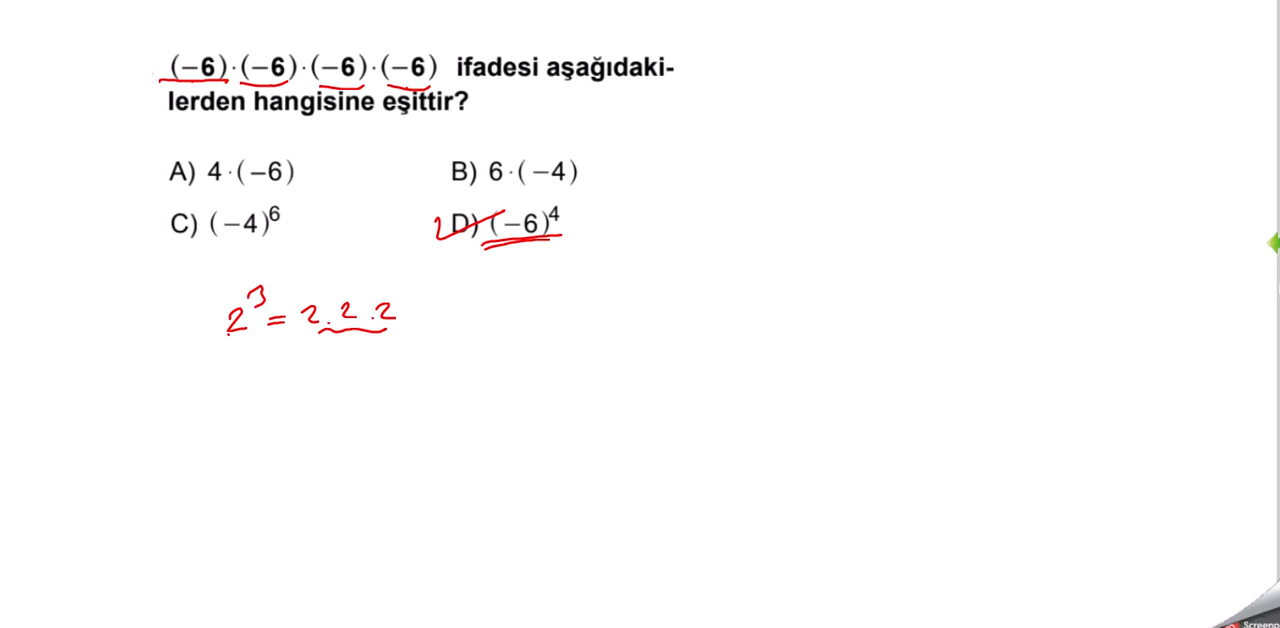 (−6)·(−6)·(−6)·(−6) ifadesi aşağıdaki-
lerden hangisine eşittir?
A) 4·(−6) B) 6·(−4)
C) (−4)⁶ D) (−6)⁴
2³ = 2.2.2